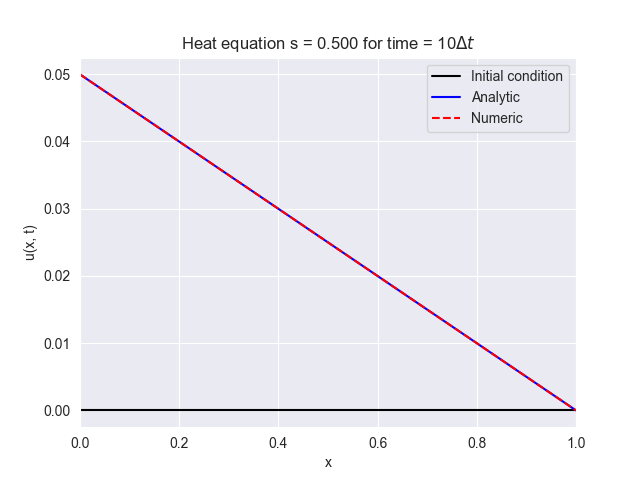 Heat equation s = 0.500 for time = 10Δt
Initial condition
Analytic
Numeric
0.05
0.04
0.03
0.02
0.01
0.00
u(x, t)
0.0 0.2 0.4 0.6 0.8 1.0
x